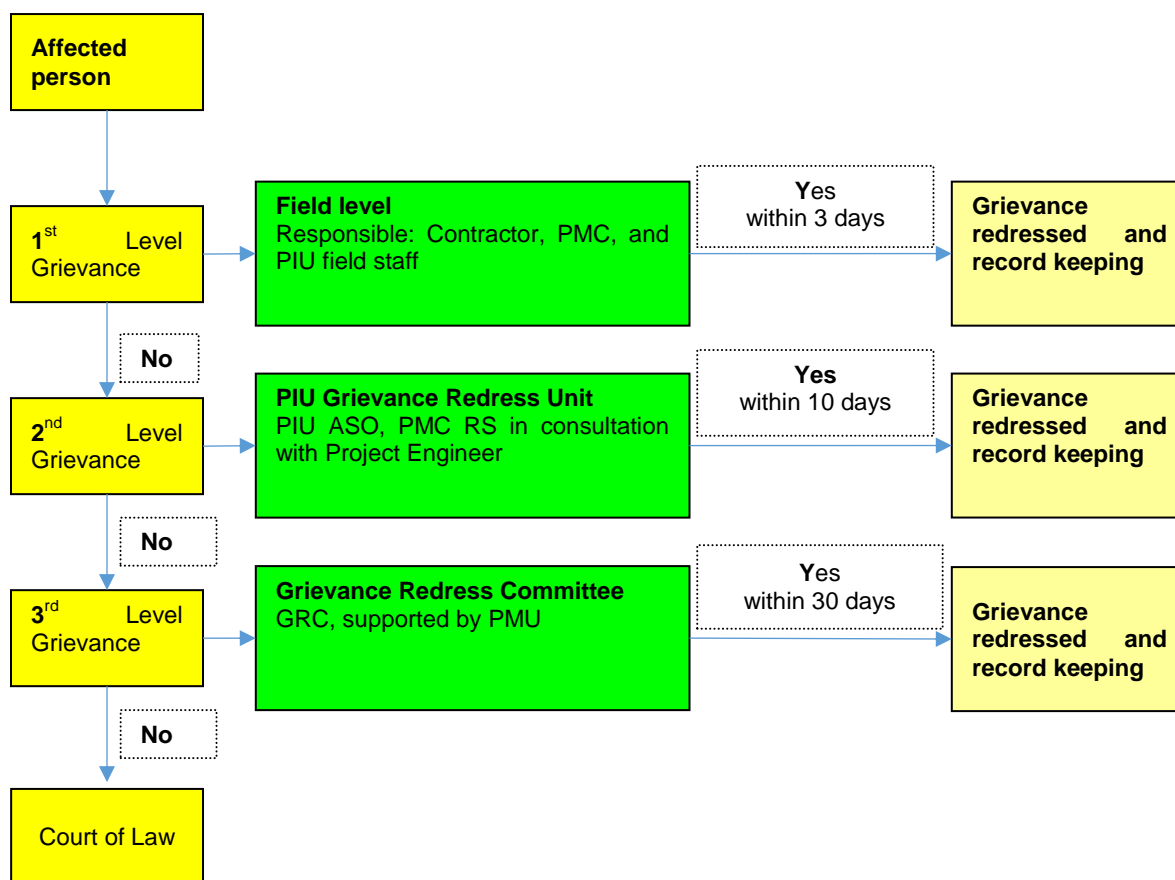 Affected
person
1st Level
Grievance
Field level
Responsible: Contractor, PMC, and
PIU field staff
Yes
within 3 days
Grievance
redressed and
record keeping
No
2nd Level
Grievance
PIU Grievance Redress Unit
PIU ASO, PMC RS in consultation
with Project Engineer
Yes
within 10 days
Grievance
redressed and
record keeping
No
3rd Level
Grievance
Grievance Redress Committee
GRC, supported by PMU
Yes
within 30 days
Grievance
redressed and
record keeping
No
Court of Law